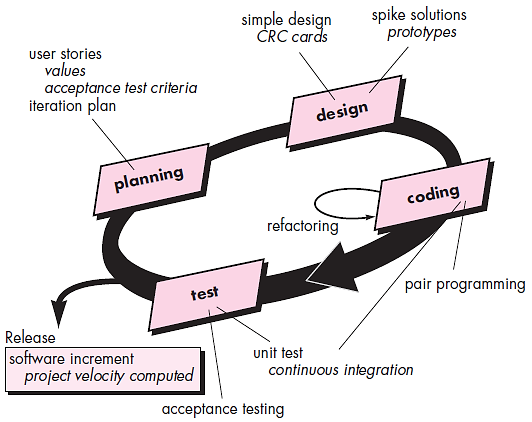 simple design
CRC cards
spike solutions
prototypes
user stories
values
acceptance test criteria
iteration plan
design
planning
coding
refactoring
test
pair programming
Release
software increment
project velocity computed
unit test
continuous integration
acceptance testing